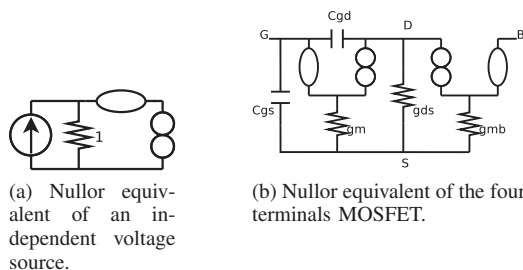 Cgd
G
D
B
Cgs
1
gm
gds
gmb
S
(a) Nullor equiv-
alent of an in-
dependent voltage
source.
(b) Nullor equivalent of the four
terminals MOSFET.